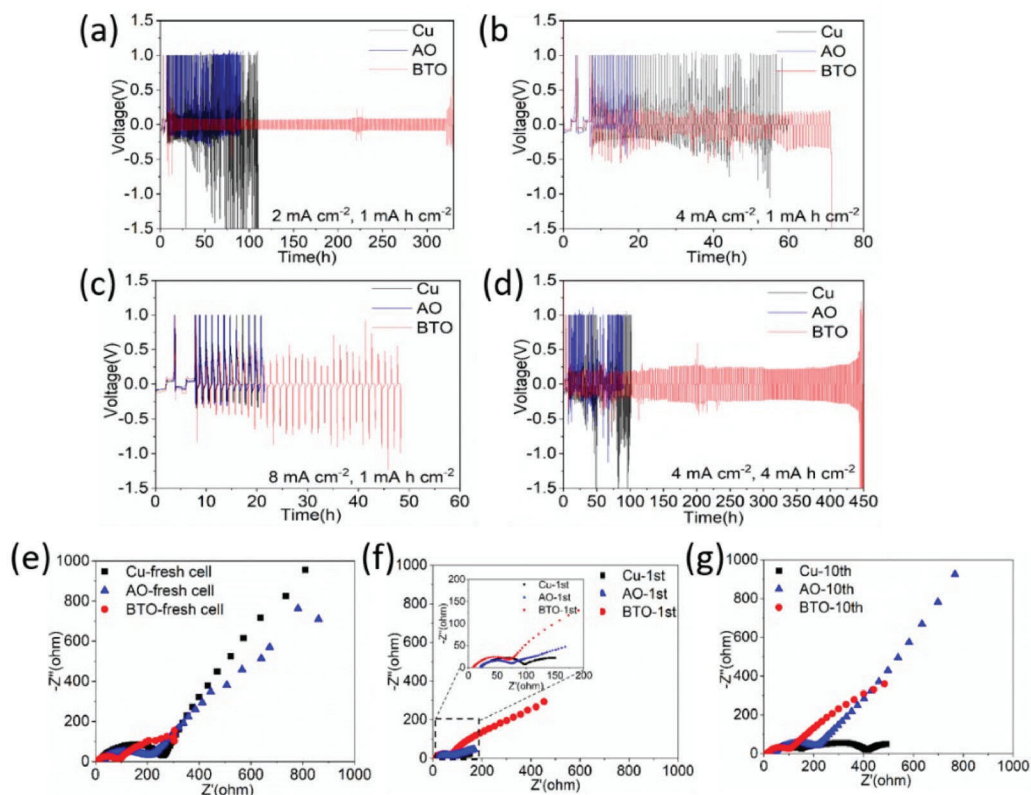 (a)
Cu
AO
BTO
1.5
1.0
0.5
0.0
-0.5
-1.0
-1.5
Voltage(V)
2 mA cm⁻², 1 mA h cm⁻²
0 50 100 150 200 250 300
Time(h)
(b)
Cu
AO
BTO
1.5
1.0
0.5
0.0
-0.5
-1.0
-1.5
Voltage(V)
4 mA cm⁻², 1 mA h cm⁻²
0 20 40 60 80
Time(h)
(c)
Cu
AO
BTO
1.5
1.0
0.5
0.0
-0.5
-1.0
-1.5
Voltage(V)
8 mA cm⁻², 1 mA h cm⁻²
0 10 20 30 40 50 60
Time(h)
(d)
Cu
AO
BTO
1.5
1.0
0.5
0.0
-0.5
-1.0
-1.5
Voltage(V)
4 mA cm⁻², 4 mA h cm⁻²
0 50 100 150 200 250 300 350 400 450
Time(h)
(e)
Cu-fresh cell
AO-fresh cell
BTO-fresh cell
1000
800
600
400
200
0
-Z''(ohm)
0 200 400 600 800 1000
Z'(ohm)
(f)
Cu-1st
AO-1st
BTO-1st
1000
800
600
400
200
0
-Z''(ohm)
0 200 400 600 800 1000
Z'(ohm)
Cu-1st
AO-1st
BTO-1st
200
150
100
50
0
-Z''(ohm)
0 50 100 150 200
Z'(ohm)
(g)
Cu-10th
AO-10th
BTO-10th
1000
800
600
400
200
0
-Z''(ohm)
0 200 400 600 800 1000
Z'(ohm)